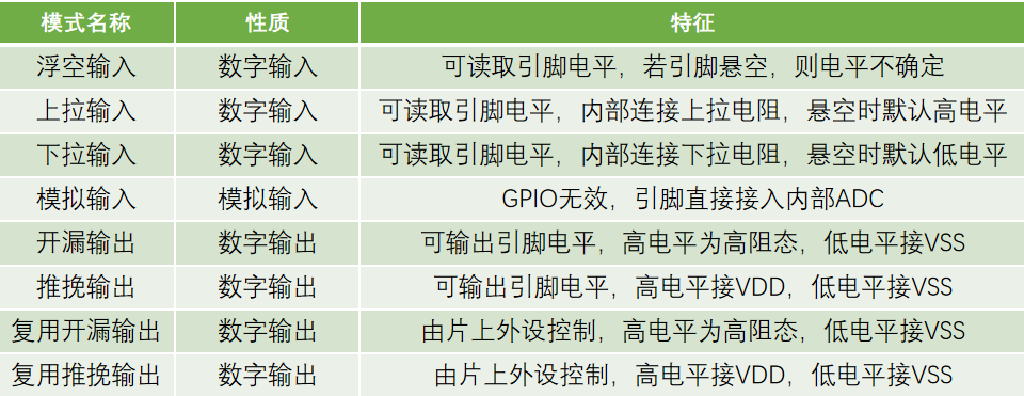 模式名称 性质 特征
浮空输入 数字输入 可读取引脚电平，若引脚悬空，则电平不确定
上拉输入 数字输入 可读取引脚电平，内部连接上拉电阻，悬空时默认高电平
下拉输入 数字输入 可读取引脚电平，内部连接下拉电阻，悬空时默认低电平
模拟输入 模拟输入 GPIO无效，引脚直接接入内部ADC
开漏输出 数字输出 可输出引脚电平，高电平为高阻态，低电平接VSS
推挽输出 数字输出 可输出引脚电平，高电平接VDD，低电平接VSS
复用开漏输出 数字输出 由片上外设控制，高电平为高阻态，低电平接VSS
复用推挽输出 数字输出 由片上外设控制，高电平接VDD，低电平接VSS